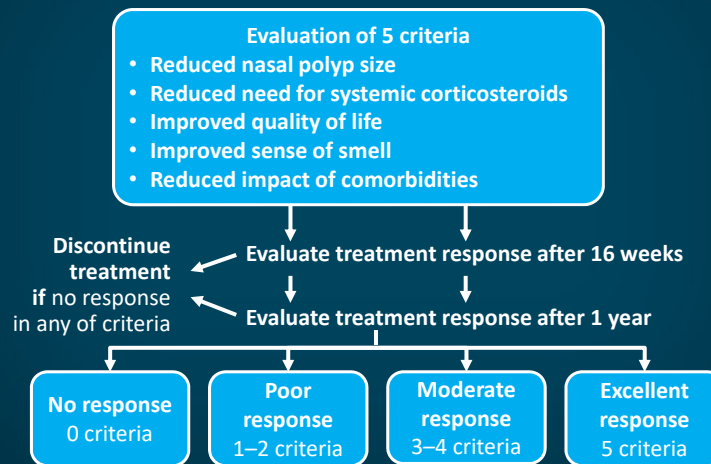 Evaluation of 5 criteria
• Reduced nasal polyp size
• Reduced need for systemic corticosteroids
• Improved quality of life
• Improved sense of smell
• Reduced impact of comorbidities
Discontinue
treatment
if no response
in any of criteria
Evaluate treatment response after 16 weeks
Evaluate treatment response after 1 year
No response
0 criteria
Poor
response
1–2 criteria
Moderate
response
3–4 criteria
Excellent
response
5 criteria